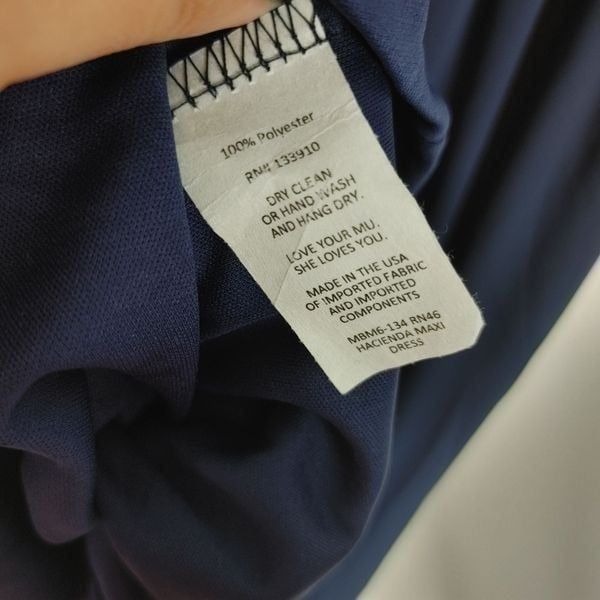 100% Polyester
RN# 133910
DRY CLEAN
OR HAND WASH
AND HANG DRY.
LOVE YOUR MU.
SHE LOVES YOU.
MADE IN THE USA
OF IMPORTED FABRIC
AND IMPORTED
COMPONENTS
MBM6-134 RN46
HACIENDA MAXI
DRESS